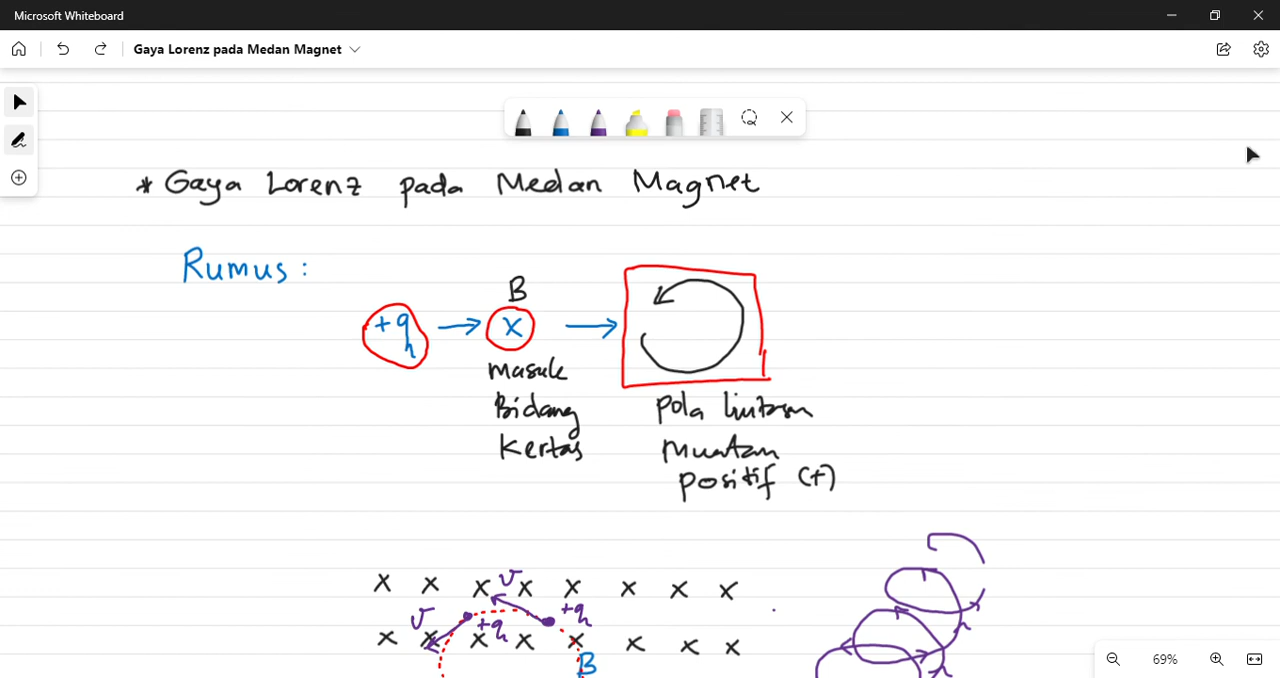 Microsoft Whiteboard
Gaya Lorenz pada Medan Magnet
* Gaya Lorenz pada Medan Magnet
Rumus :
B
+q → x →
masuk
Bidang
Kertas
pola lintasan
muatan
positif (+)
x x x v x x x x x
v +q +q
x x x x x x x x
B
69%